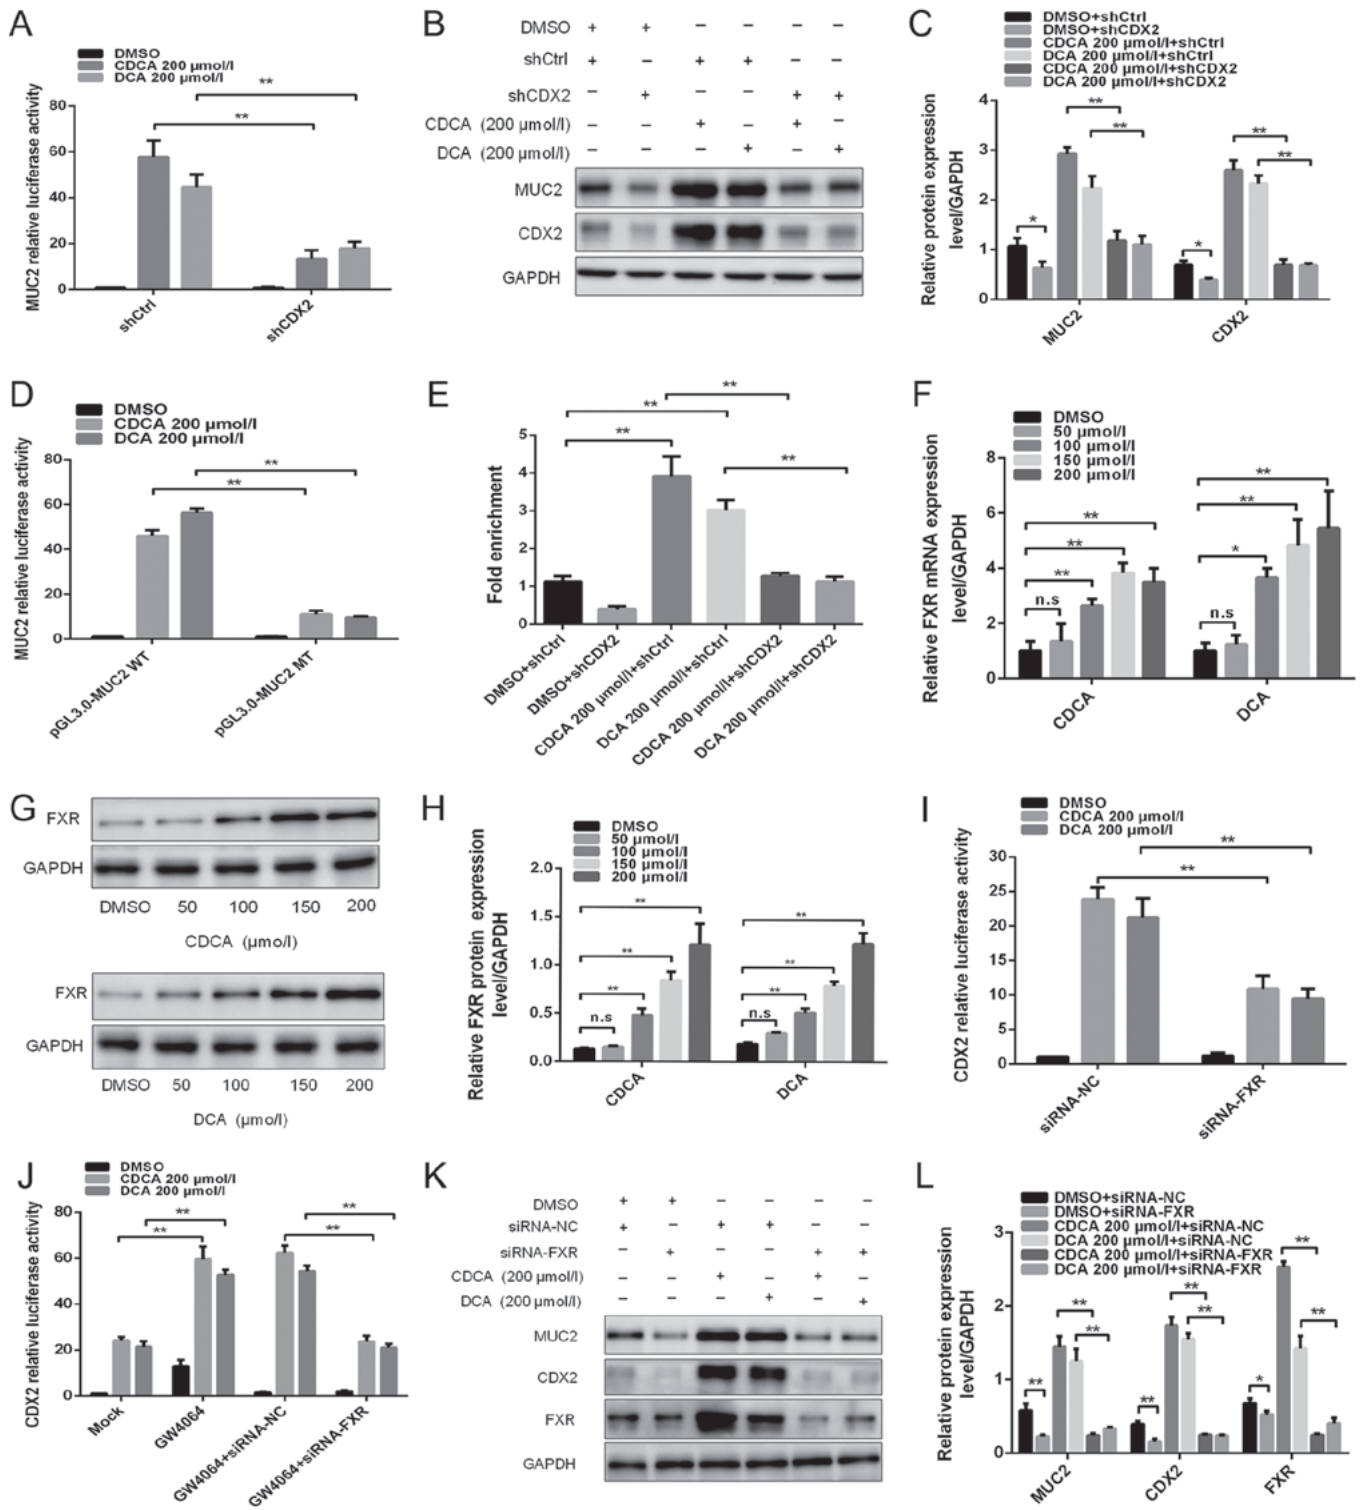 A
DMSO
CDCA 200 μmol/l
DCA 200 μmol/l
MUC2 relative luciferase activity
80
60
40
20
0
**
**
shCtrl
shCDX2
B
DMSO + + − − − −
shCtrl + − + + − −
shCDX2 − + − − + +
CDCA (200 μmol/l) − − + − + −
DCA (200 μmol/l) − − − + − +
MUC2
CDX2
GAPDH
C
DMSO+shCtrl
DMSO+shCDX2
CDCA 200 μmol/l+shCtrl
DCA 200 μmol/l+shCtrl
CDCA 200 μmol/l+shCDX2
DCA 200 μmol/l+shCDX2
Relative protein expression
level/GAPDH
4
3
2
1
0
*
**
**
*
**
**
MUC2
CDX2
D
DMSO
CDCA 200 μmol/l
DCA 200 μmol/l
MUC2 relative luciferase activity
80
60
40
20
0
**
**
pGL3.0-MUC2 WT
pGL3.0-MUC2 MT
E
Fold enrichment
5
4
3
2
1
0
**
**
**
**
DMSO+shCtrl
DMSO+shCDX2
CDCA 200 μmol/l+shCtrl
DCA 200 μmol/l+shCtrl
CDCA 200 μmol/l+shCDX2
DCA 200 μmol/l+shCDX2
F
DMSO
50 μmol/l
100 μmol/l
150 μmol/l
200 μmol/l
Relative FXR mRNA expression
level/GAPDH
8
6
4
2
0
n.s
**
**
**
n.s
*
**
**
CDCA
DCA
G
FXR
GAPDH
DMSO 50 100 150 200
CDCA (μmo/l)
FXR
GAPDH
DMSO 50 100 150 200
DCA (μmo/l)
H
DMSO
50 μmol/l
100 μmol/l
150 μmol/l
200 μmol/l
Relative FXR protein expression
level/GAPDH
2.0
1.5
1.0
0.5
0.0
n.s
**
**
**
n.s
**
**
**
CDCA
DCA
I
DMSO
CDCA 200 μmol/l
DCA 200 μmol/l
CDX2 relative luciferase activity
30
25
20
15
10
5
0
**
**
siRNA-NC
siRNA-FXR
J
DMSO
CDCA 200 μmol/l
DCA 200 μmol/l
CDX2 relative luciferase activity
80
60
40
20
0
**
**
**
**
Mock
GW4064
GW4064+siRNA-NC
GW4064+siRNA-FXR
K
DMSO + + − − − −
siRNA-NC + − + + − −
siRNA-FXR − + − − + +
CDCA (200 μmol/l) − − + − + −
DCA (200 μmol/l) − − − + − +
MUC2
CDX2
FXR
GAPDH
L
DMSO+siRNA-NC
DMSO+siRNA-FXR
CDCA 200 μmol/l+siRNA-NC
DCA 200 μmol/l+siRNA-NC
CDCA 200 μmol/l+siRNA-FXR
DCA 200 μmol/l+siRNA-FXR
Relative protein expression
level/GAPDH
3
2
1
0
**
**
**
**
**
**
*
**
**
MUC2
CDX2
FXR